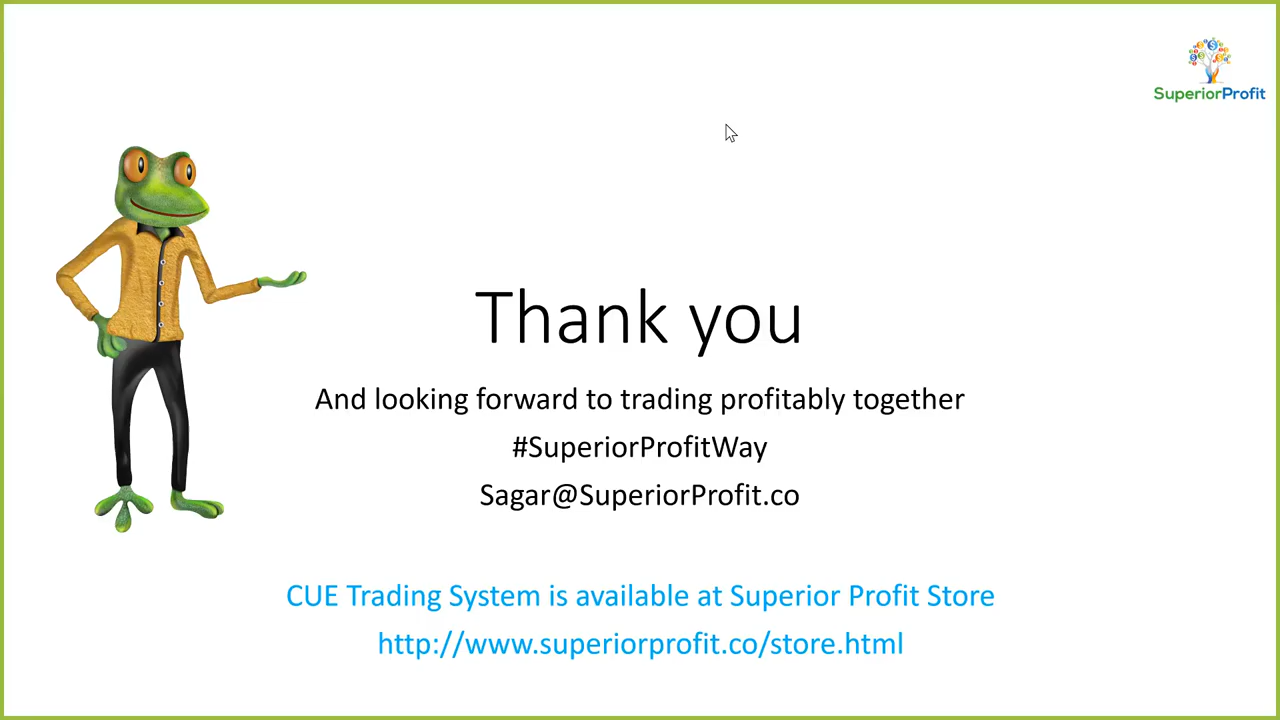 SuperiorProfit
Thank you
And looking forward to trading profitably together
#SuperiorProfitWay
Sagar@SuperiorProfit.co
CUE Trading System is available at Superior Profit Store
http://www.superiorprofit.co/store.html